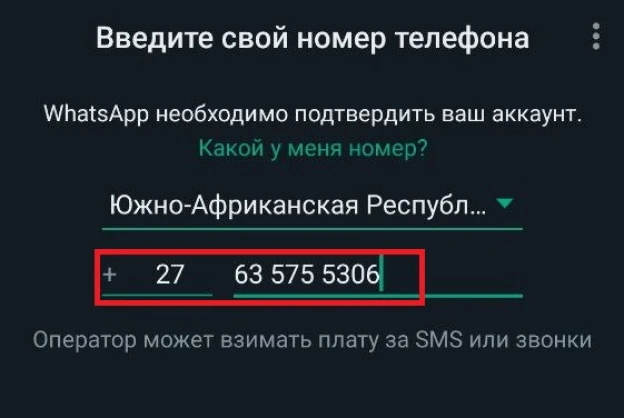 Введите свой номер телефона
WhatsApp необходимо подтвердить ваш аккаунт.
Какой у меня номер?
Южно-Африканская Республ...
+ 27 63 575 5306
Оператор может взимать плату за SMS или звонки